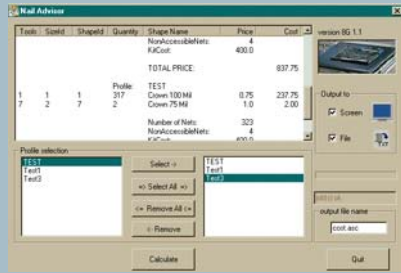 Nail Advisor
Tools SizeId ShapeId Quantity Shape Name Price Cost
NonAccessibleNets: 4
KitCost: 400.0
TOTAL PRICE: 837.75
Profile: TEST
1 1 1 317 Crown 100 Mil 0.75 237.75
7 2 7 2 Crown 75 Mil 1.0 2.00
Number of Nets: 323
NonAccessibleNets: 4
KitCost: 400.0
version 8G 1.1
Output to
Screen
File
TXT
Profile selection
TEST
Test1
Test3
Select ->
=> Select All =>
<= Remove All <=
<- Remove
TEST
Test1
Test3
output file name
cost.asc
Calculate
Quit